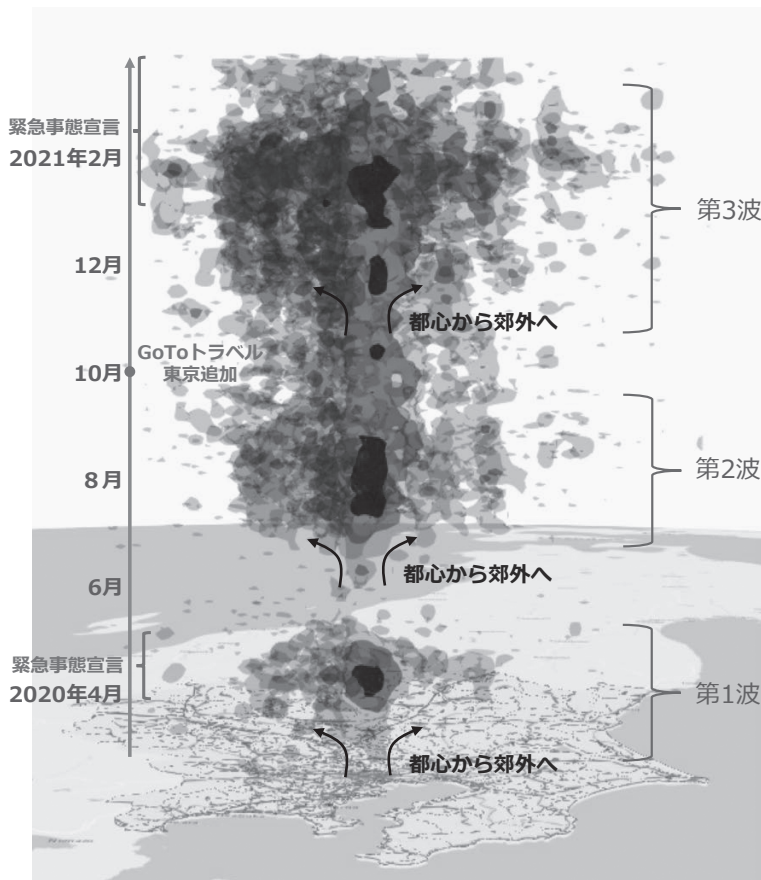 緊急事態宣言
2021年2月
第3波
12月
都心から郊外へ
GoToトラベル
東京追加
10月
第2波
8月
都心から郊外へ
6月
緊急事態宣言
2020年4月
第1波
都心から郊外へ